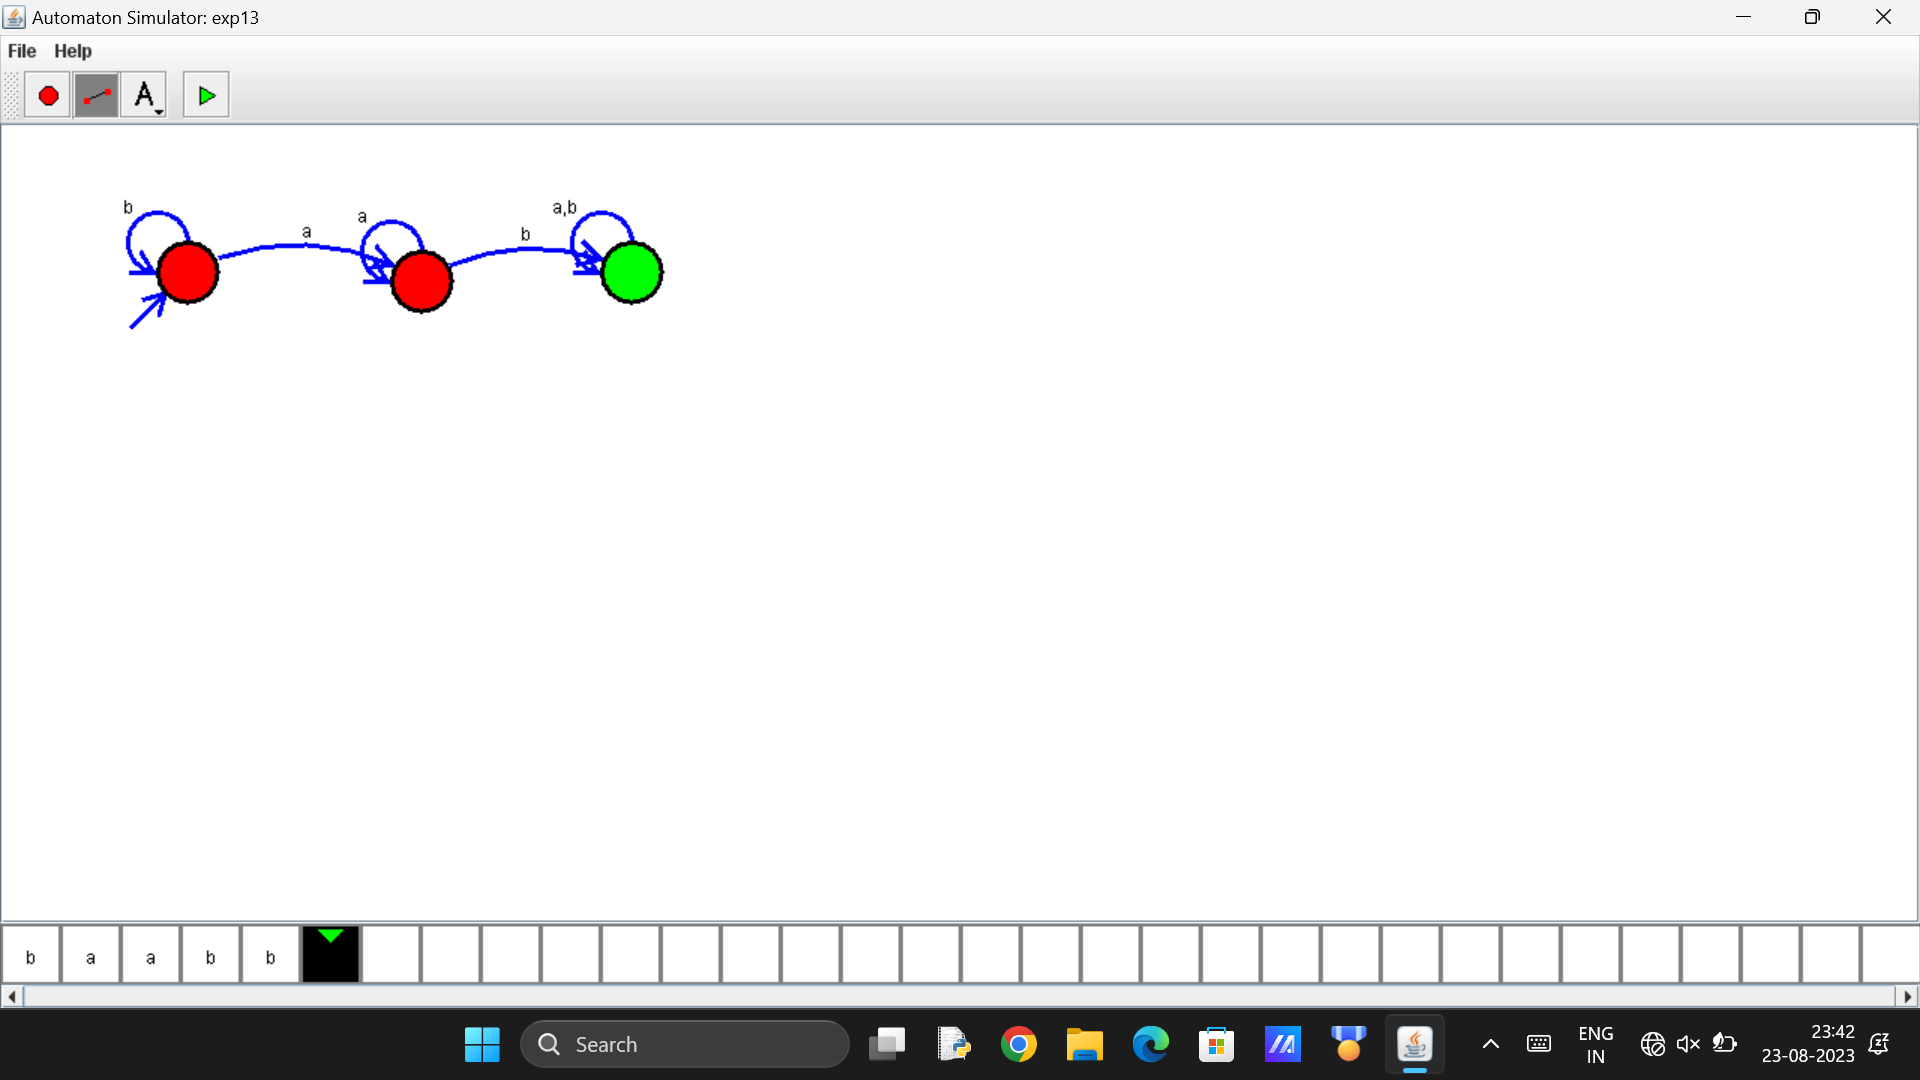 Automaton Simulator: exp13
File Help
A
b
a
a
b
a,b
b a a b b
Search
ENG
IN
23:42
23-08-2023